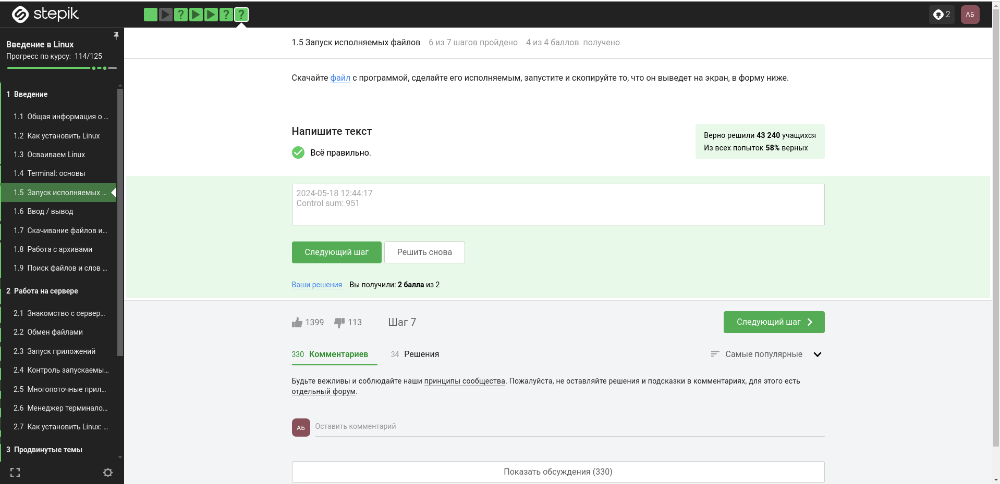 stepik
?
?
?
2
АБ
Введение в Linux
Прогресс по курсу: 114/125
1 Введение
1.1 Общая информация о ...
1.2 Как установить Linux
1.3 Осваиваем Linux
1.4 Terminal: основы
1.5 Запуск исполняемых ...
1.6 Ввод / вывод
1.7 Скачивание файлов и...
1.8 Работа с архивами
1.9 Поиск файлов и слов ...
2 Работа на сервере
2.1 Знакомство с сервер...
2.2 Обмен файлами
2.3 Запуск приложений
2.4 Контроль запускаемы...
2.5 Многопоточные прил...
2.6 Менеджер терминало...
2.7 Как установить Linux: ...
3 Продвинутые темы
1.5 Запуск исполняемых файлов 6 из 7 шагов пройдено 4 из 4 баллов получено
Скачайте файл с программой, сделайте его исполняемым, запустите и скопируйте то, что он выведет на экран, в форму ниже.
Напишите текст
Всё правильно.
Верно решили 43 240 учащихся
Из всех попыток 58% верных
2024-05-18 12:44:17
Control sum: 951
Следующий шаг
Решить снова
Ваши решения Вы получили: 2 балла из 2
1399 113 Шаг 7
Следующий шаг
330 Комментариев 34 Решения
Самые популярные
Будьте вежливы и соблюдайте наши принципы сообщества. Пожалуйста, не оставляйте решения и подсказки в комментариях, для этого есть
отдельный форум.
АБ
Оставить комментарий
Показать обсуждения (330)